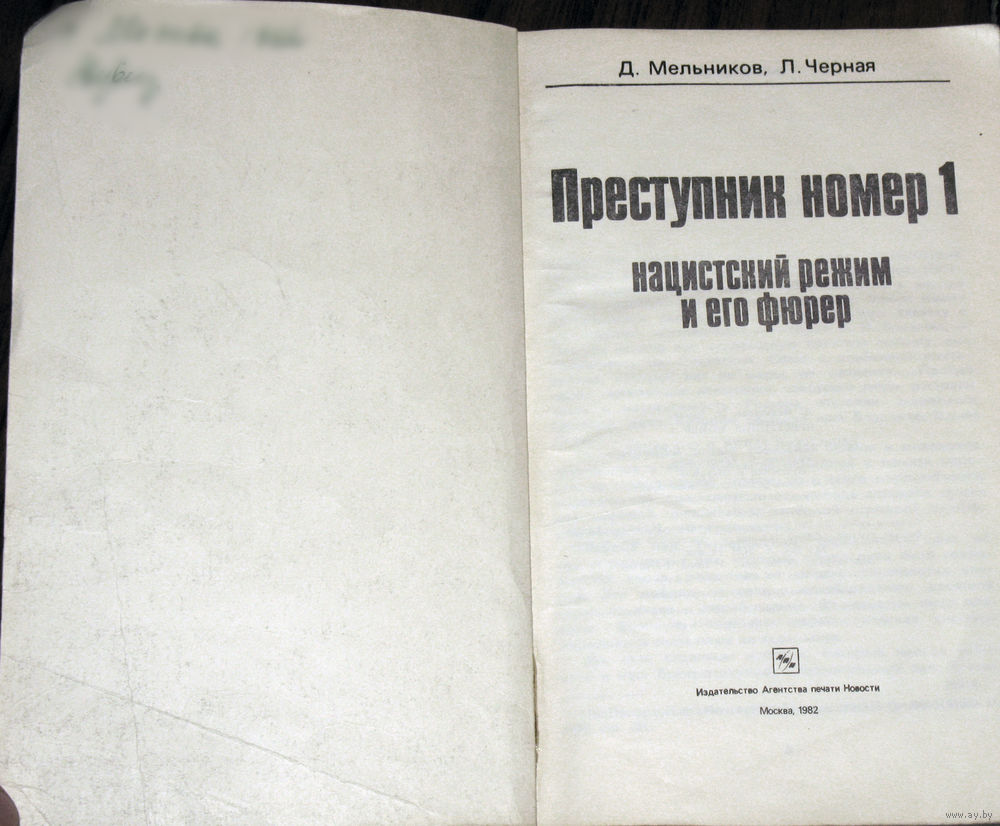 Д. Мельников, Л. Черная
Преступник номер 1
нацистский режим
и его фюрер
Издательство Агентства печати Новости
Москва, 1982
www.ay.by